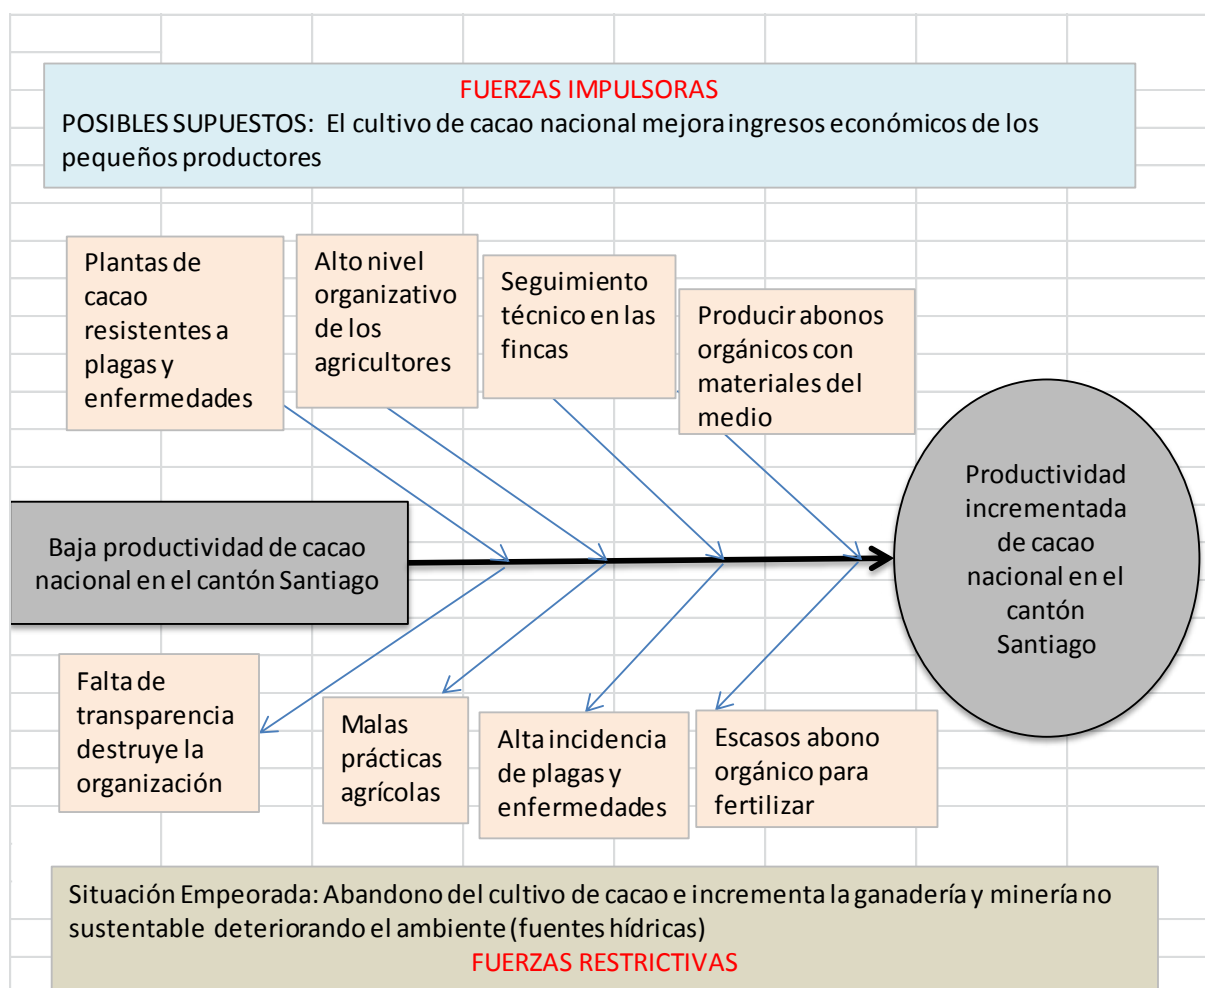 FUERZAS IMPULSORAS
POSIBLES SUPUESTOS: El cultivo de cacao nacional mejora ingresos económicos de los
pequeños productores
Plantas de
cacao
resistentes a
plagas y
enfermedades
Alto nivel
organizativo
de los
agricultores
Seguimiento
técnico en las
fincas
Producir abonos
orgánicos con
materiales del
medio
Baja productividad de cacao
nacional en el cantón Santiago
Productividad
incrementada
de cacao
nacional en el
cantón
Santiago
Falta de
transparencia
destruye la
organización
Malas
prácticas
agrícolas
Alta incidencia
de plagas y
enfermedades
Escasos abono
orgánico para
fertilizar
Situación Empeorada: Abandono del cultivo de cacao e incrementa la ganadería y minería no
sustentable deteriorando el ambiente (fuentes hídricas)
FUERZAS RESTRICTIVAS